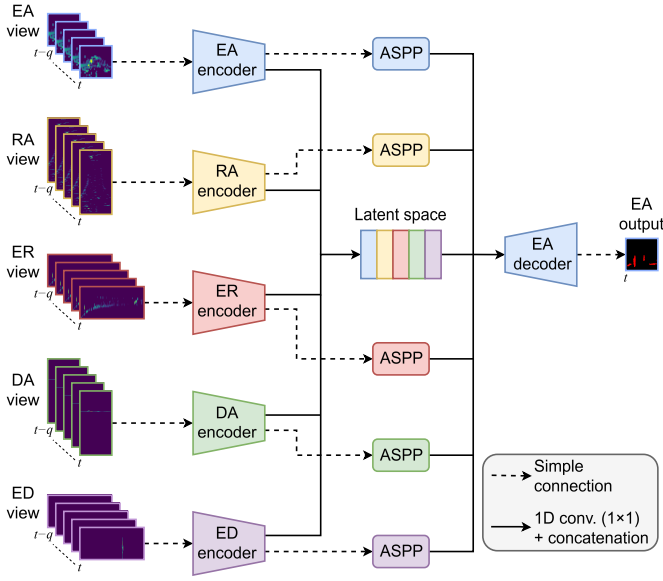 EA
view
t−q
t
EA
encoder
ASPP
RA
view
t−q
t
RA
encoder
ASPP
Latent space
EA
decoder
EA
output
t
ER
view
t−q
t
ER
encoder
ASPP
DA
view
t−q
t
DA
encoder
ASPP
ED
view
t−q
t
ED
encoder
ASPP
Simple
connection
1D conv. (1×1)
+ concatenation